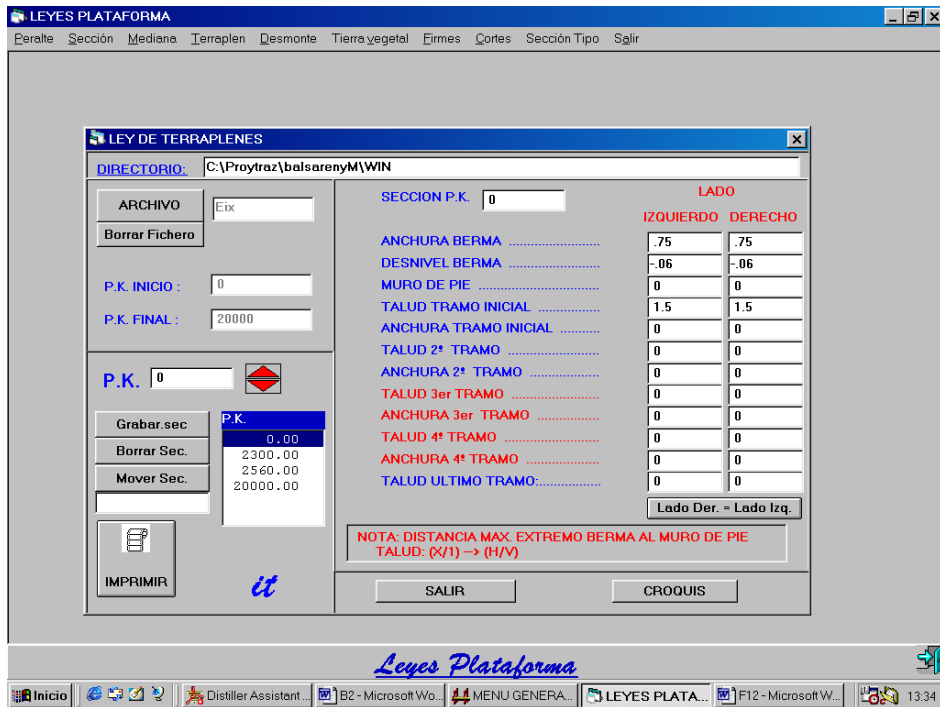 LEYES PLATAFORMA
Peralte Sección Mediana Terraplen Desmonte Tierra vegetal Firmes Cortes Sección Tipo Salir
LEY DE TERRAPLENES
DIRECTORIO: C:\Proytraz\balsarenyM\WIN
ARCHIVO Eix
Borrar Fichero
P.K. INICIO : 0
P.K. FINAL : 20000
P.K. 0
Grabar.sec
Borrar Sec.
Mover Sec.
P.K.
0.00
2300.00
2560.00
20000.00
IMPRIMIR
it
SECCION P.K. 0
LADO
IZQUIERDO DERECHO
ANCHURA BERMA .......................... .75 .75
DESNIVEL BERMA .......................... -.06 -.06
MURO DE PIE .......................... 0 0
TALUD TRAMO INICIAL .................... 1.5 1.5
ANCHURA TRAMO INICIAL ........... 0 0
TALUD 2º TRAMO .......................... 0 0
ANCHURA 2º TRAMO ...................... 0 0
TALUD 3er TRAMO ........................ 0 0
ANCHURA 3er TRAMO .................. 0 0
TALUD 4º TRAMO .......................... 0 0
ANCHURA 4º TRAMO ..................... 0 0
TALUD ULTIMO TRAMO:................. 0 0
Lado Der. = Lado Izq.
NOTA: DISTANCIA MAX. EXTREMO BERMA AL MURO DE PIE
TALUD: (X/1) --> (H/V)
SALIR CROQUIS
Leyes Plataforma
Inicio Distiller Assistant ... B2 - Microsoft Wo... MENU GENERA... LEYES PLATA... F12 - Microsoft W... 13:34